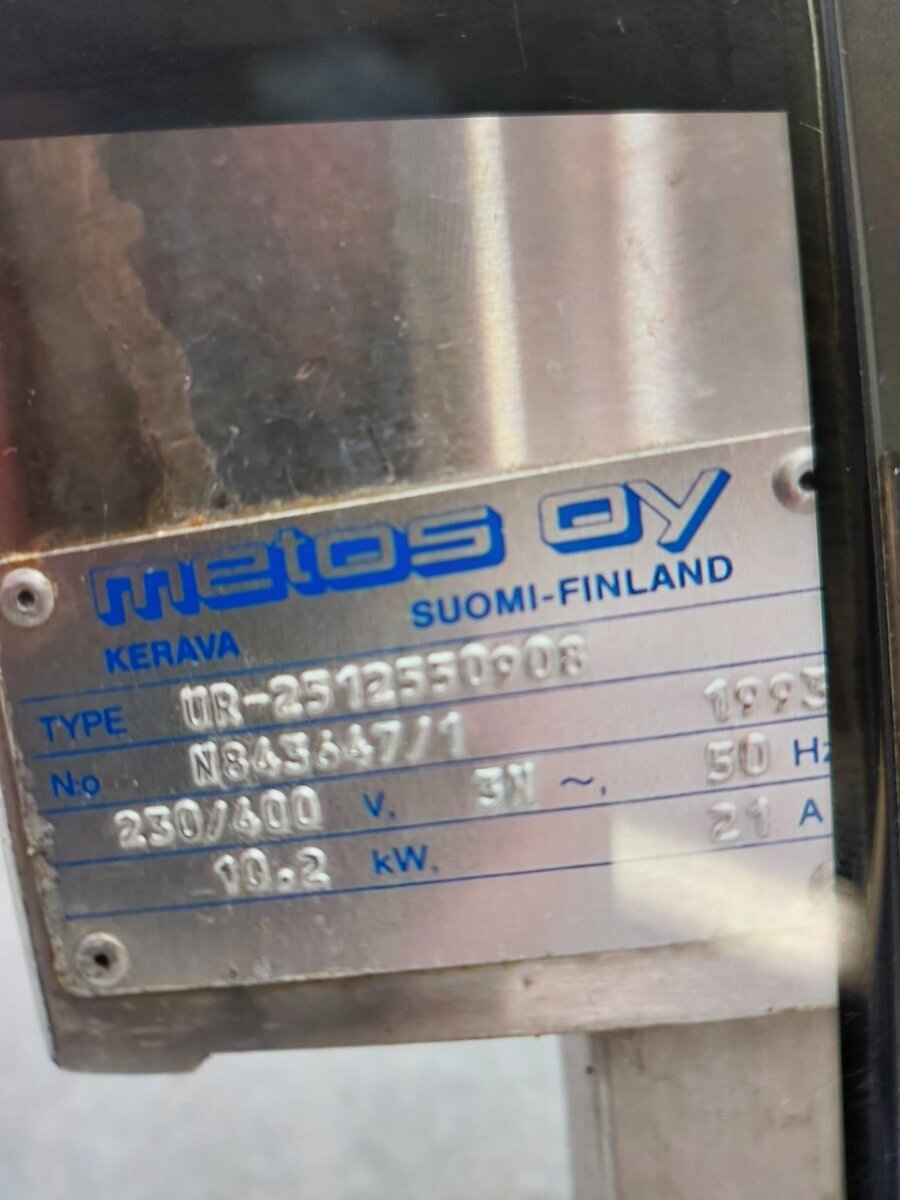 metos oy
KERAVA SUOMI-FINLAND
TYPE UR-2512550908 1993
N:o N843647/1
230/400 V, 3N ~, 50 Hz
10.2 kW, 21 A